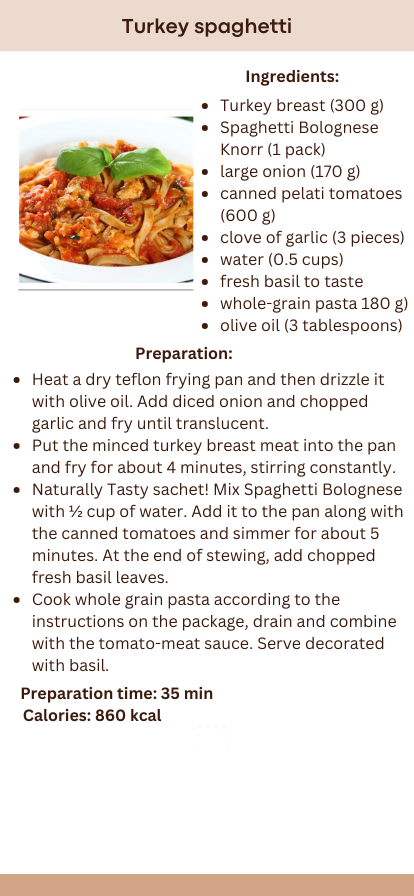 Turkey spaghetti
Ingredients:
• Turkey breast (300 g)
• Spaghetti Bolognese
Knorr (1 pack)
• large onion (170 g)
• canned pelati tomatoes
(600 g)
• clove of garlic (3 pieces)
• water (0.5 cups)
• fresh basil to taste
• whole-grain pasta 180 g)
• olive oil (3 tablespoons)
Preparation:
• Heat a dry teflon frying pan and then drizzle it
with olive oil. Add diced onion and chopped
garlic and fry until translucent.
• Put the minced turkey breast meat into the pan
and fry for about 4 minutes, stirring constantly.
• Naturally Tasty sachet! Mix Spaghetti Bolognese
with ½ cup of water. Add it to the pan along with
the canned tomatoes and simmer for about 5
minutes. At the end of stewing, add chopped
fresh basil leaves.
• Cook whole grain pasta according to the
instructions on the package, drain and combine
with the tomato-meat sauce. Serve decorated
with basil.
Preparation time: 35 min
Calories: 860 kcal